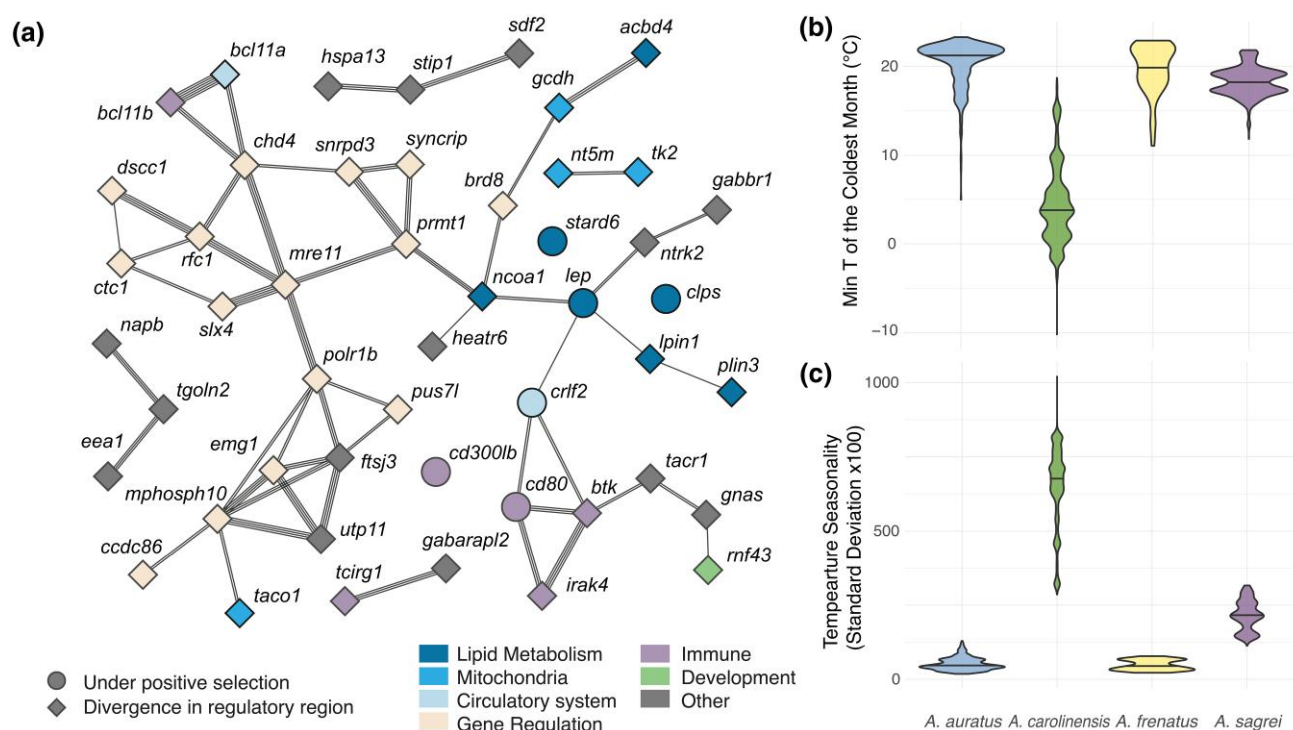 (a)
bcl11a
bcl11b
chd4
dscc1
rfc1
ctc1
slx4
mre11
snrpd3
syncrip
prmt1
hspa13
stip1
sdf2
acbd4
gcdh
nt5m
tk2
brd8
stard6
gabbr1
ntrk2
ncoa1
lep
clps
heatr6
lpin1
plin3
napb
tgoln2
eea1
polr1b
pus7l
emg1
ftsj3
mphosph10
utp11
ccdc86
taco1
cd300lb
crlf2
cd80
btk
irak4
tacr1
gnas
rnf43
gabarapl2
tcirg1
Under positive selection
Divergence in regulatory region
Lipid Metabolism
Mitochondria
Circulatory system
Gene Regulation
Immune
Development
Other
(b)
Min T of the Coldest Month (°C)
20
10
0
−10
(c)
Tempearture Seasonality
(Standard Deviation x100)
1000
500
0
A. auratus A. carolinensis A. frenatus A. sagrei